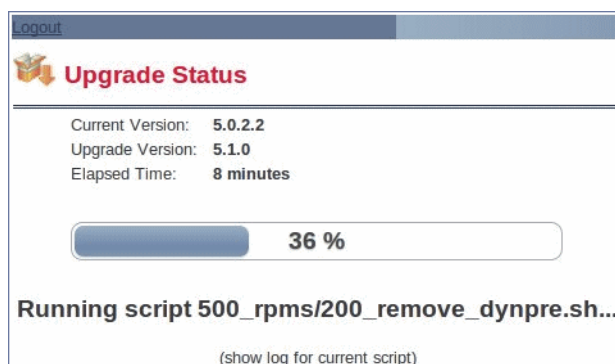 Logout
Upgrade Status
Current Version: 5.0.2.2
Upgrade Version: 5.1.0
Elapsed Time: 8 minutes
36 %
Running script 500_rpms/200_remove_dynpre.sh...
(show log for current script)